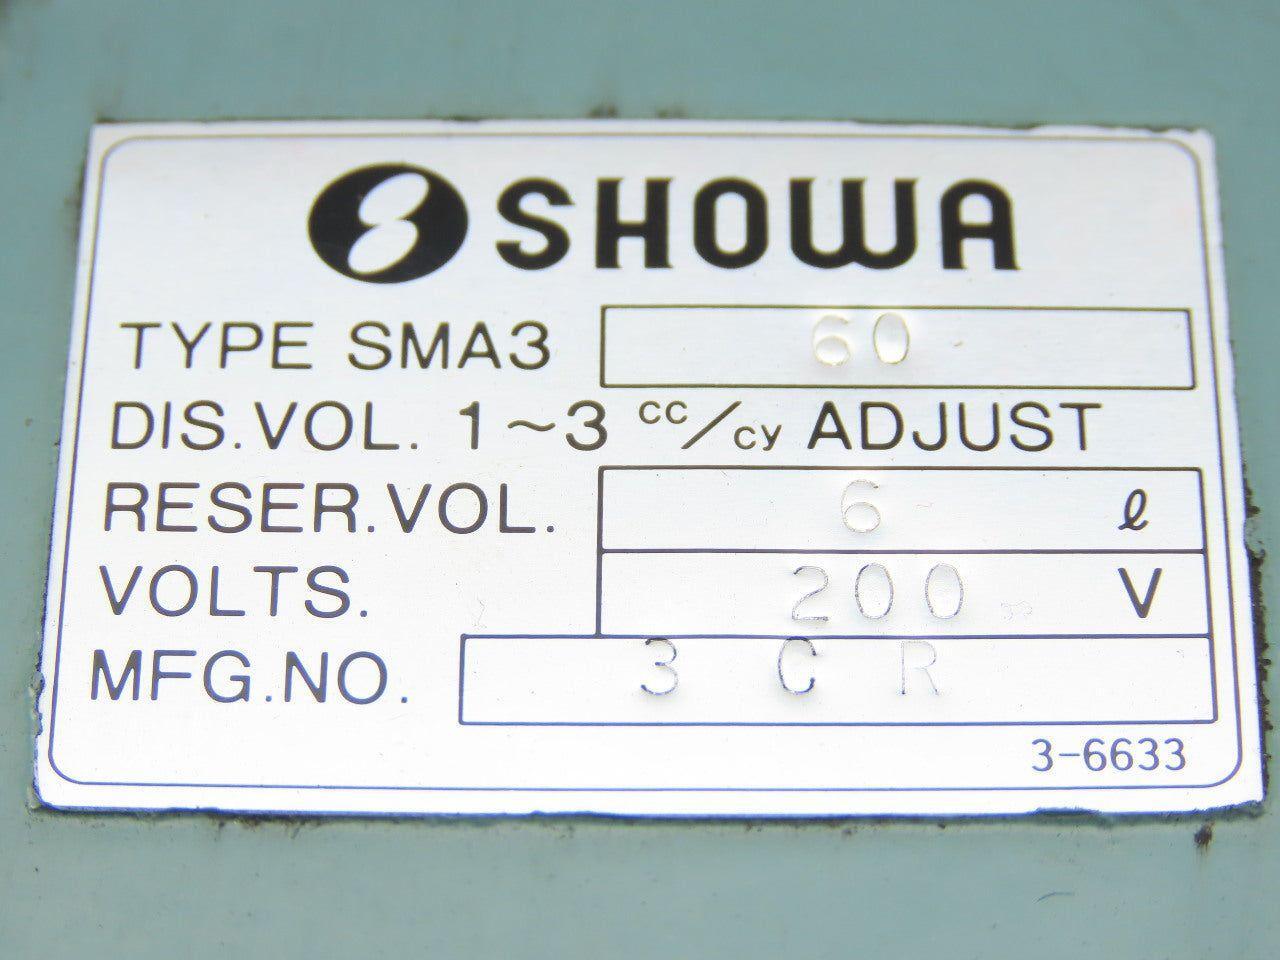 SHOWA
TYPE SMA3 60
DIS.VOL. 1~3 cc/cy ADJUST
RESER.VOL. 6 ℓ
VOLTS. 200 V
MFG.NO. 3 C R
3-6633